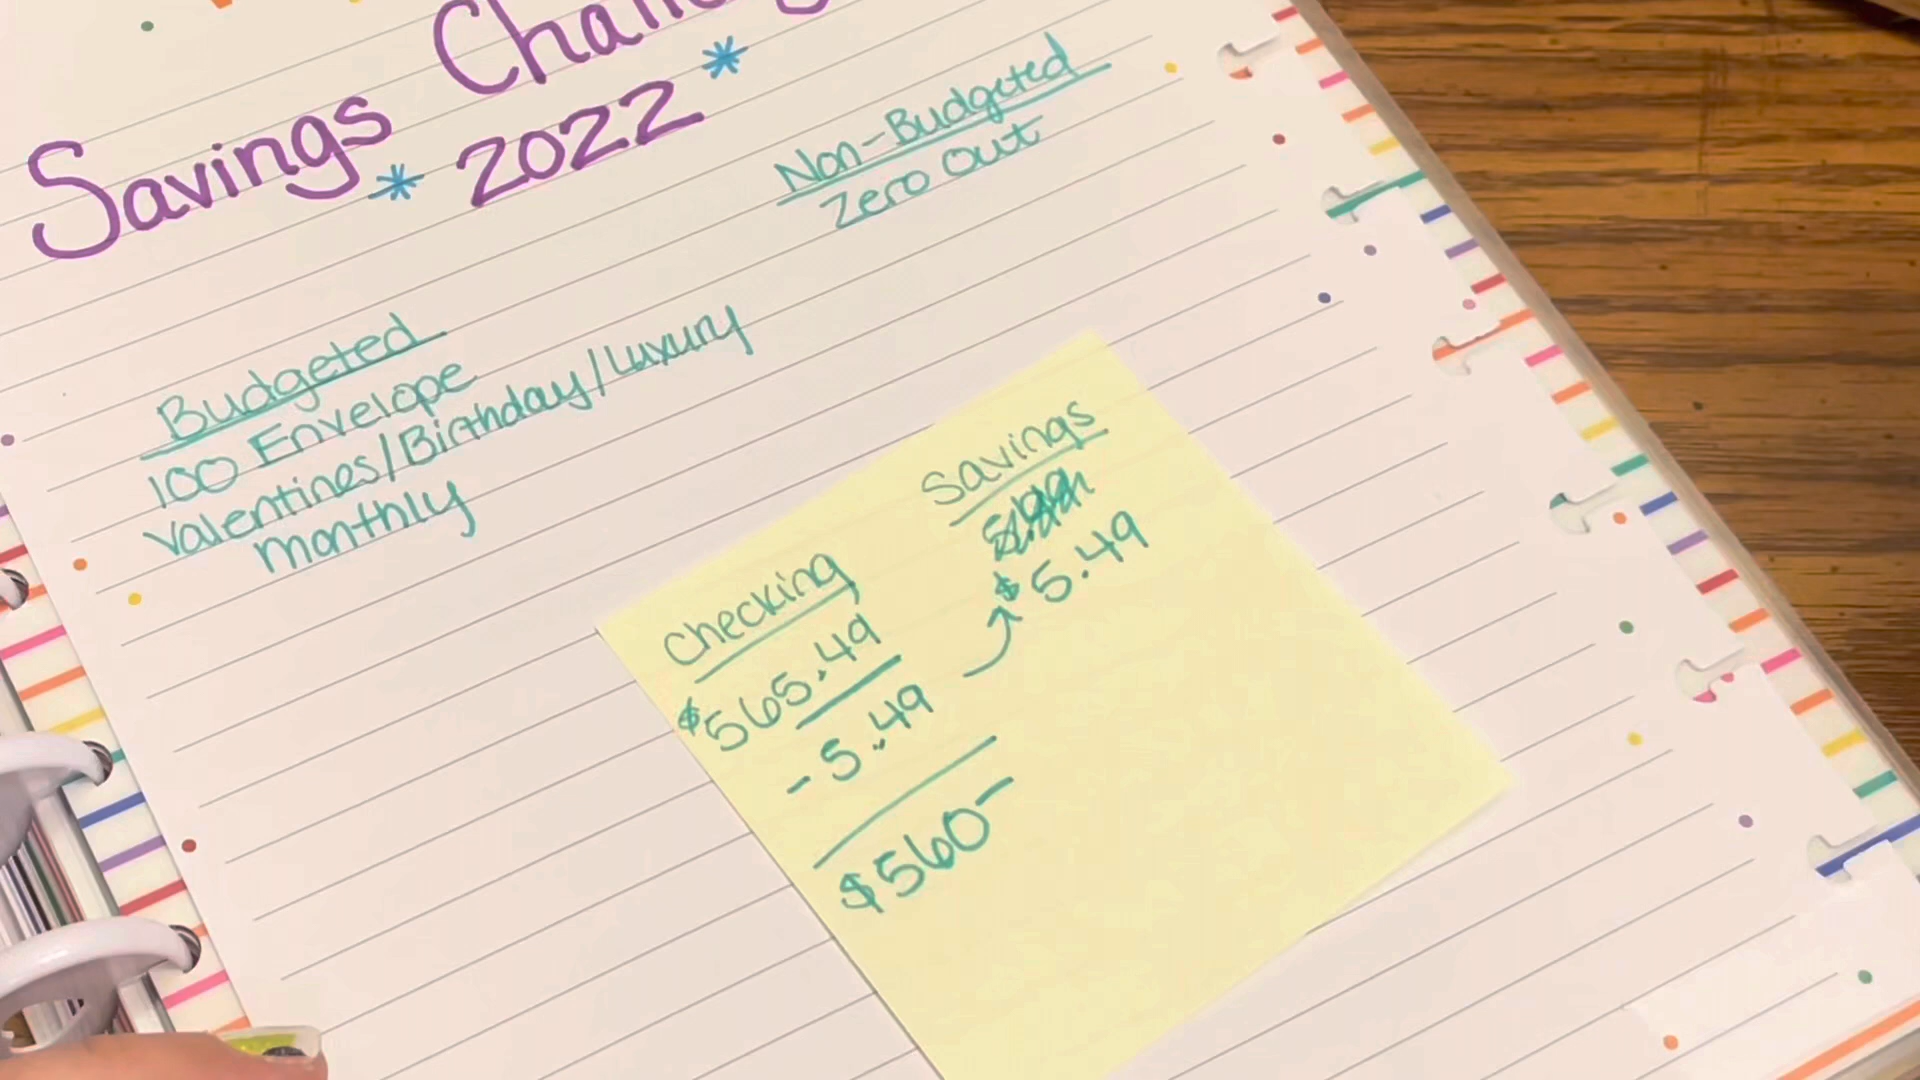 Savings
* 2022 *
Non-Budgeted
Zero Out
Budgeted
100 Envelope
Valentines/Birthday/Luxury
Monthly
Savings
$5.49
Checking
$565.49
-5.49
$560-